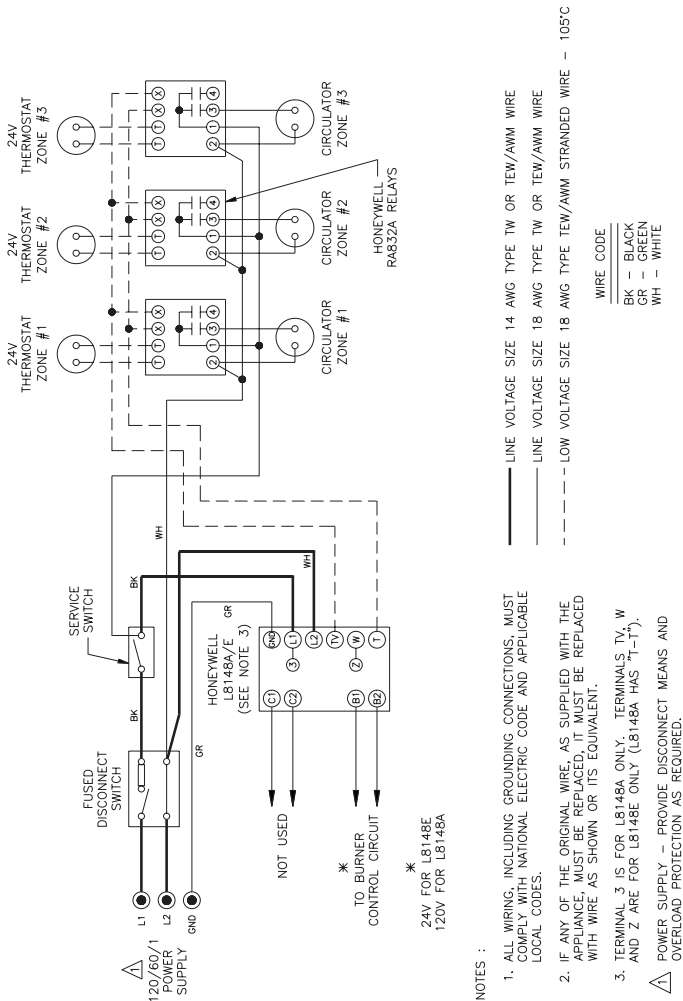 24V
THERMOSTAT
ZONE #1
24V
THERMOSTAT
ZONE #2
24V
THERMOSTAT
ZONE #3
T
T
X
X
2
1
3
4
T
T
X
X
2
1
3
4
T
T
X
X
2
1
3
4
CIRCULATOR
ZONE #1
CIRCULATOR
ZONE #2
CIRCULATOR
ZONE #3
HONEYWELL
RA832A RELAYS
1
120/60/1
POWER
SUPPLY
L1
L2
GND
FUSED
DISCONNECT
SWITCH
SERVICE
SWITCH
BK
BK
WH
WH
GR
GR
HONEYWELL
L8148A/E
(SEE NOTE 3)
C1
C2
B1
B2
3
Z
GND
L1
L2
TV
W
T
NOT USED
*
TO BURNER
CONTROL CIRCUIT
*
24V FOR L8148E
120V FOR L8148A
NOTES :
1. ALL WIRING, INCLUDING GROUNDING CONNECTIONS, MUST
COMPLY WITH NATIONAL ELECTRIC CODE AND APPLICABLE
LOCAL CODES.
2. IF ANY OF THE ORIGINAL WIRE, AS SUPPLIED WITH THE
APPLIANCE, MUST BE REPLACED, IT MUST BE REPLACED
WITH WIRE AS SHOWN OR ITS EQUIVALENT.
3. TERMINAL 3 IS FOR L8148A ONLY. TERMINALS TV, W
AND Z ARE FOR L8148E ONLY (L8148A HAS "T-T").
1 POWER SUPPLY - PROVIDE DISCONNECT MEANS AND
OVERLOAD PROTECTION AS REQUIRED.
LINE VOLTAGE SIZE 14 AWG TYPE TW OR TEW/AWM WIRE
LINE VOLTAGE SIZE 18 AWG TYPE TW OR TEW/AWM WIRE
LOW VOLTAGE SIZE 18 AWG TYPE TEW/AWM STRANDED WIRE - 105°C
WIRE CODE
BK - BLACK
GR - GREEN
WH - WHITE